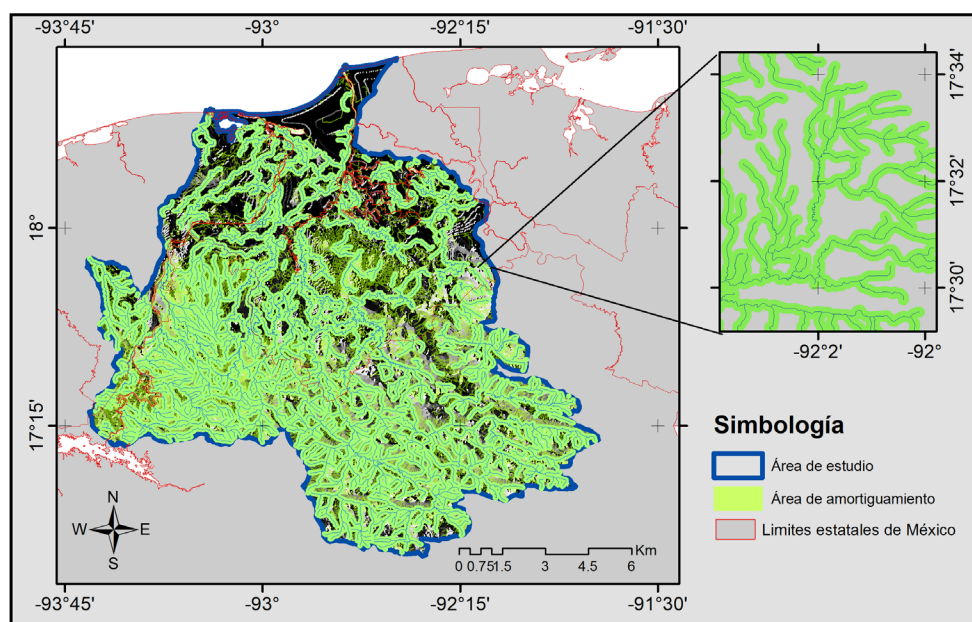 -93°45' -93° -92°15' -91°30'
17°34'
17°32'
18°
17°30'
-92°2' -92°
17°15'
Simbología
Área de estudio
Área de amortiguamiento
Limites estatales de México
N
W E
S
Km
0 0.75 1.5 3 4.5 6
-93°45' -93° -92°15' -91°30'